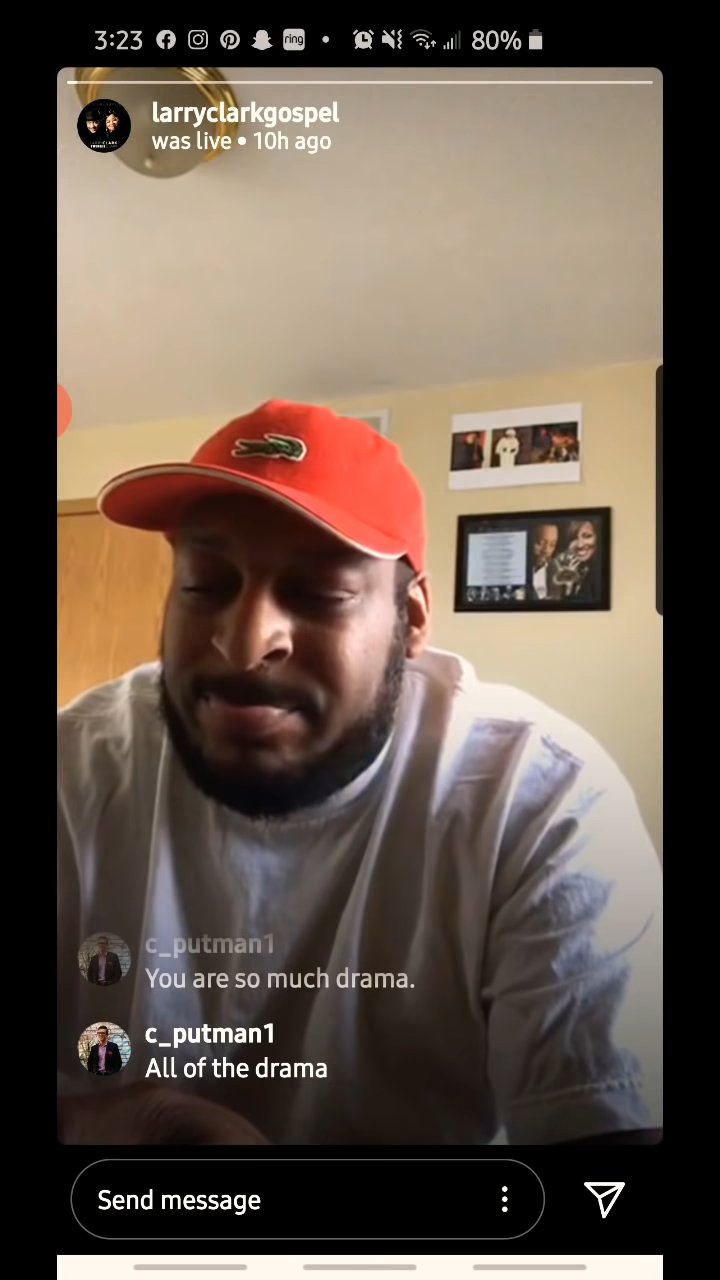 3:23 ring 80%
larryclarkgospel
was live • 10h ago
c_putman1
You are so much drama.
c_putman1
All of the drama
Send message